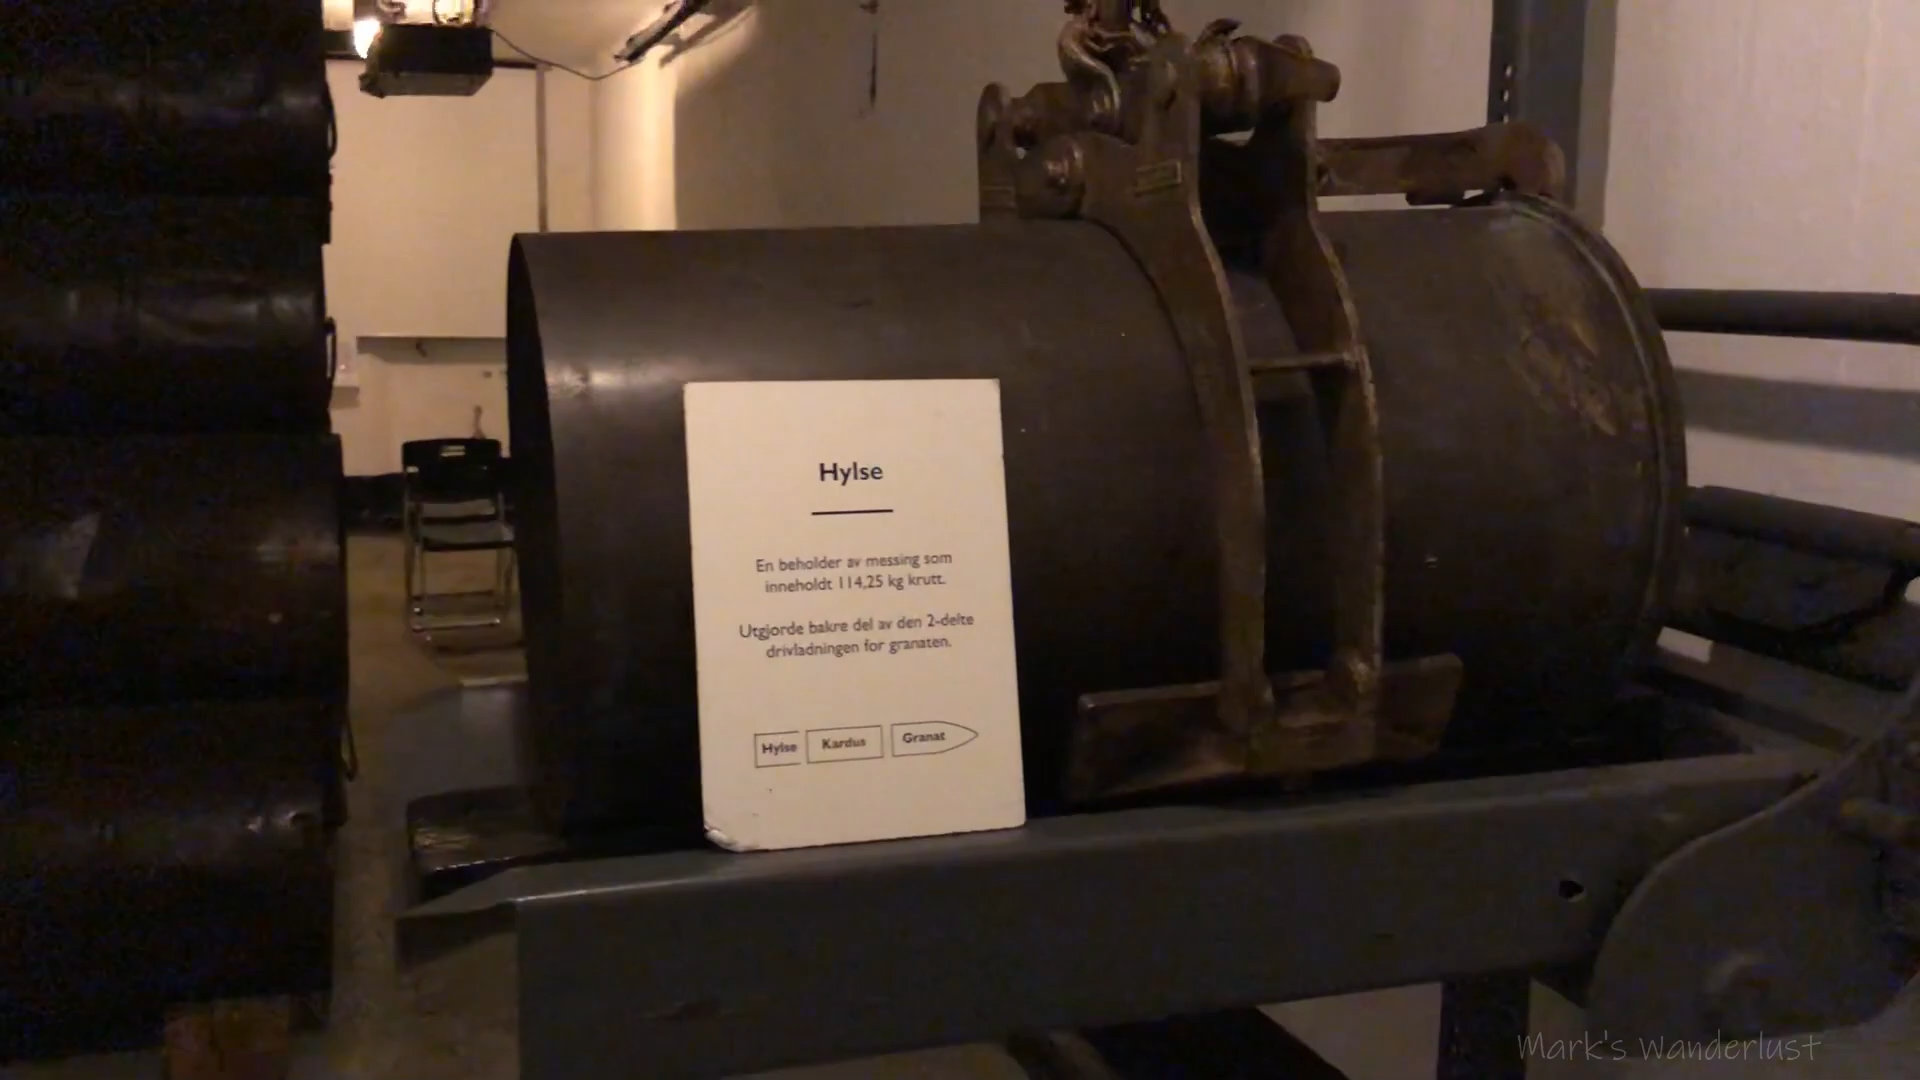 Hylse
En beholder av messing som
inneholdt 114,25 kg krutt.
Utgjorde bakre del av den 2-delte
drivladningen for granaten.
Hylse Kardus Granat
Mark's Wanderlust